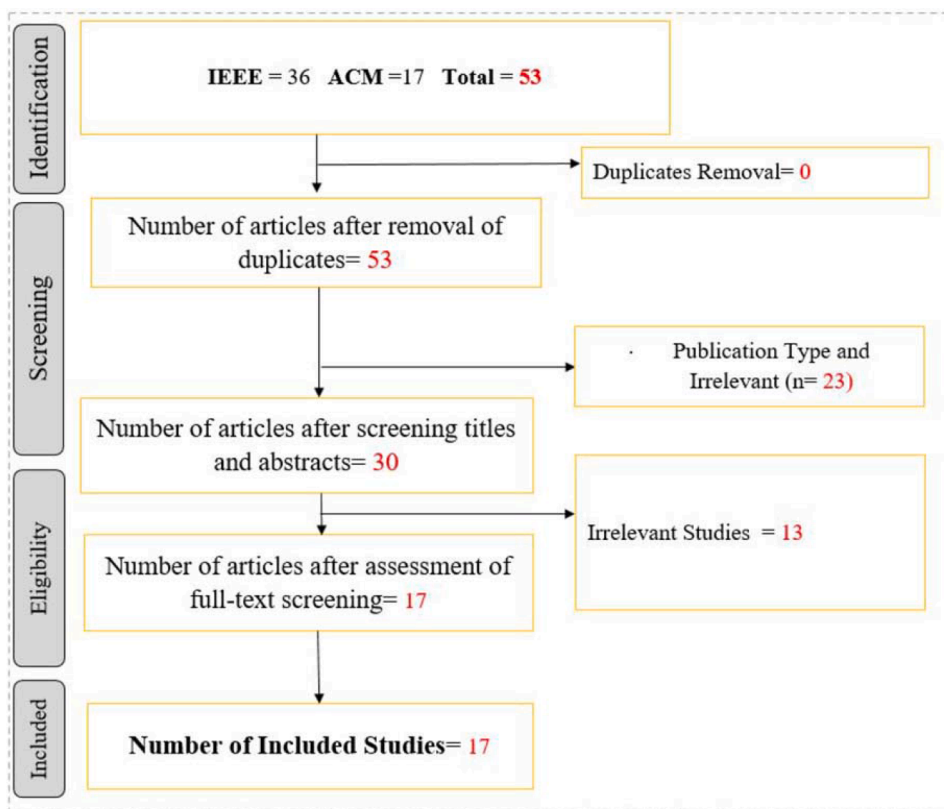 Identification
IEEE = 36 ACM =17 Total = 53
Duplicates Removal= 0
Screening
Number of articles after removal of
duplicates= 53
· Publication Type and
Irrelevant (n= 23)
Number of articles after screening titles
and abstracts= 30
Eligibility
Irrelevant Studies = 13
Number of articles after assessment of
full-text screening= 17
Included
Number of Included Studies= 17